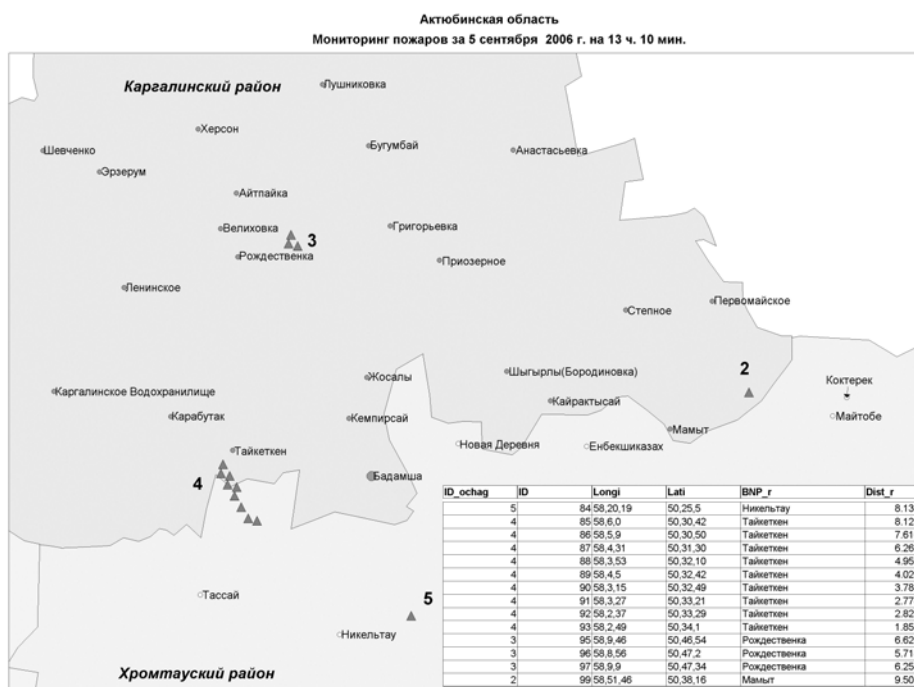 Актюбинская область
Мониторинг пожаров за 5 сентября 2006 г. на 13 ч. 10 мин.
Каргалинский район
Лушниковка
Херсон
Бугумбай
Шевченко
Анастасьевка
Эрзерум
Айтпайка
Велиховка
Григорьевка
3
Рождественка
Приозерное
Ленинское
Первомайское
Степное
Жосалы
Шыгырлы(Бородиновка)
2
Коктерек
Каргалинское Водохранилище
Кайрактысай
Карабутак
Кемпирсай
Майтобе
Мамыт
Новая Деревня
Енбекшиказах
Тайкеткен
4
Бадамша
ID_ochag ID Longi Lati BNP_r Dist_r
5 84 58,20,19 50,25,5 Никельтау 8.13
4 85 58,6,0 50,30,42 Тайкеткен 8.12
4 86 58,5,9 50,30,50 Тайкеткен 7.61
4 87 58,4,31 50,31,30 Тайкеткен 6.26
4 88 58,3,53 50,32,10 Тайкеткен 4.95
4 89 58,4,5 50,32,42 Тайкеткен 4.02
4 90 58,3,15 50,32,49 Тайкеткен 3.78
4 91 58,3,27 50,33,21 Тайкеткен 2.77
4 92 58,2,37 50,33,29 Тайкеткен 2.82
4 93 58,2,49 50,34,1 Тайкеткен 1.85
3 95 58,9,46 50,46,54 Рождественка 6.62
3 96 58,8,56 50,47,2 Рождественка 5.71
3 97 58,9,9 50,47,34 Рождественка 6.25
2 99 58,51,46 50,38,16 Мамыт 9.50
Тассай
5
Никельтау
Хромтауский район